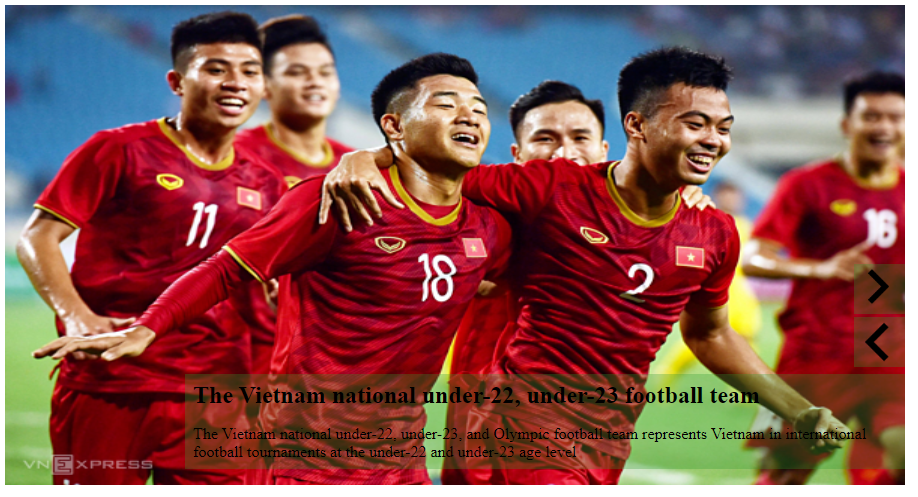 11
18
2
16
The Vietnam national under-22, under-23 football team
The Vietnam national under-22, under-23, and Olympic football team represents Vietnam in international
football tournaments at the under-22 and under-23 age level
VNEXPRESS